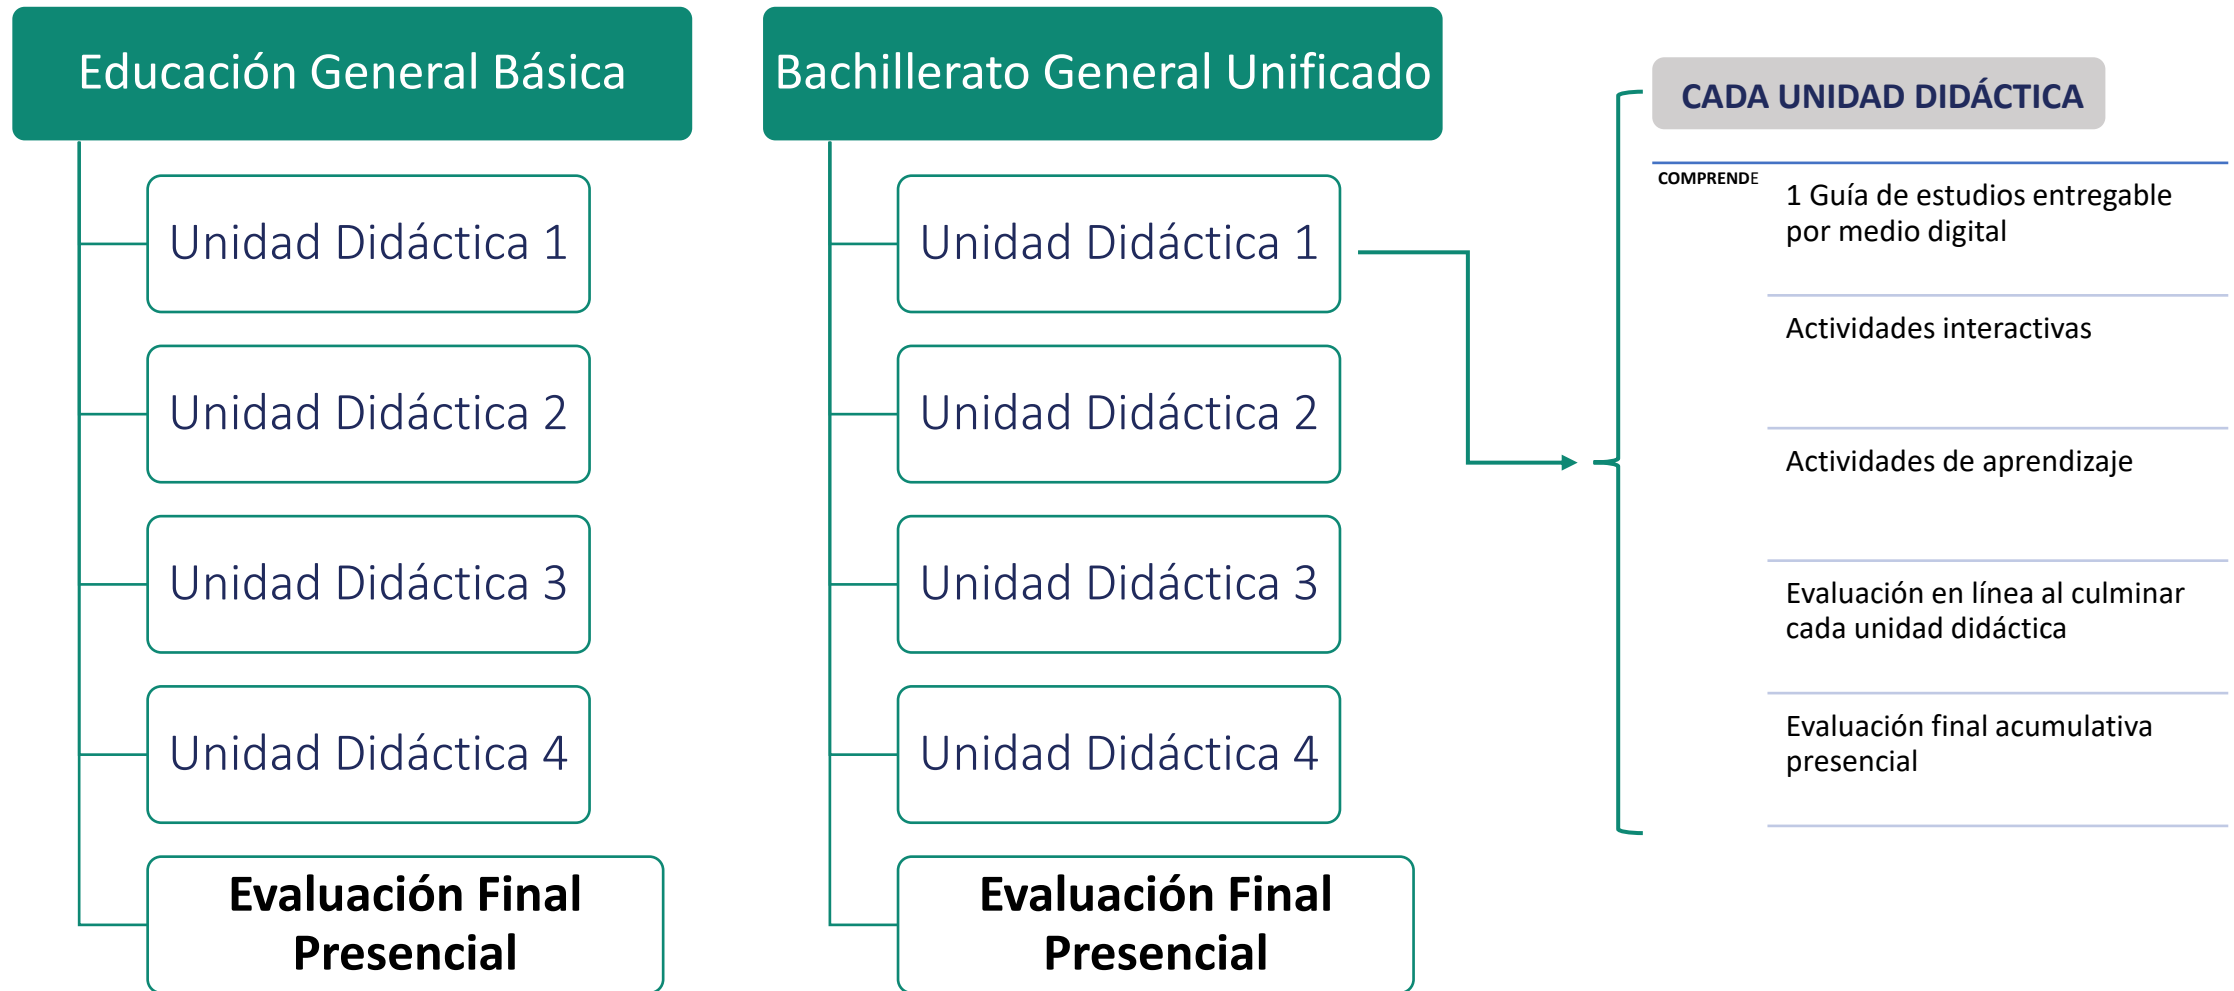 Educación General Básica
Unidad Didáctica 1
Unidad Didáctica 2
Unidad Didáctica 3
Unidad Didáctica 4
Evaluación Final
Presencial
Bachillerato General Unificado
Unidad Didáctica 1
Unidad Didáctica 2
Unidad Didáctica 3
Unidad Didáctica 4
Evaluación Final
Presencial
CADA UNIDAD DIDÁCTICA
COMPRENDE
1 Guía de estudios entregable
por medio digital
Actividades interactivas
Actividades de aprendizaje
Evaluación en línea al culminar
cada unidad didáctica
Evaluación final acumulativa
presencial